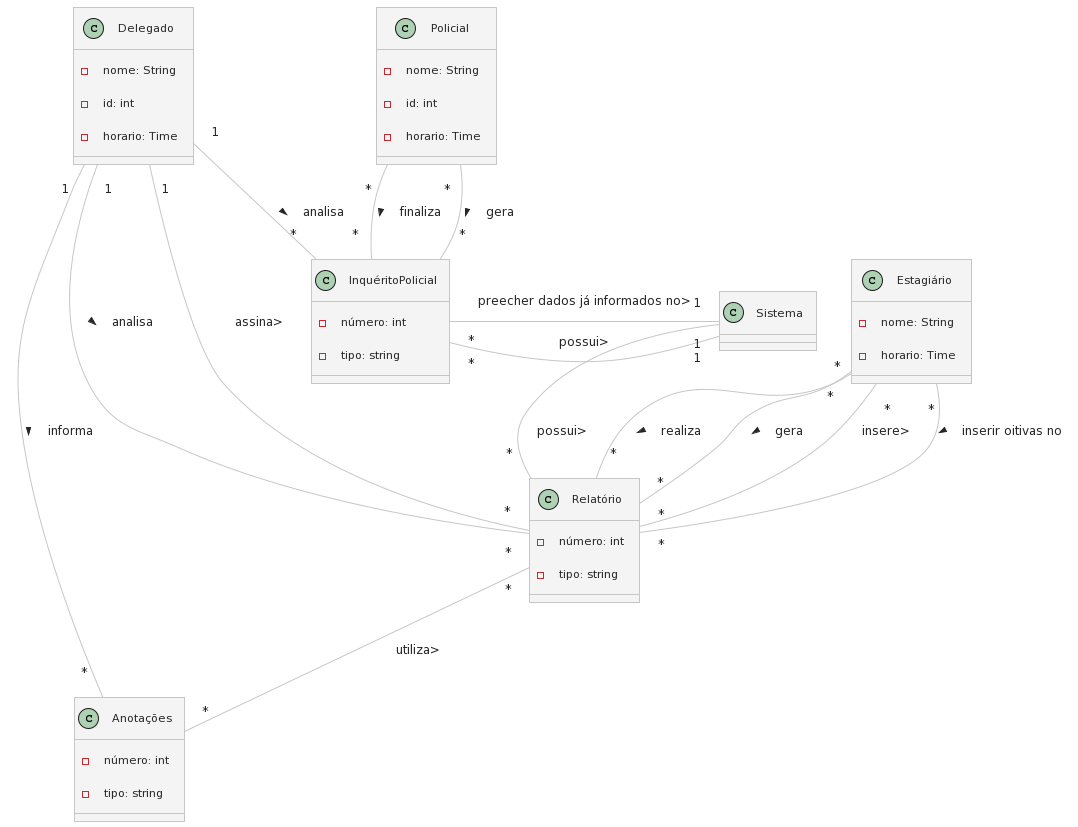 C Delegado
nome: String
id: int
horario: Time
C Policial
nome: String
id: int
horario: Time
1
1
1
1
*
*
analisa
finaliza
gera
*
*
*
C InquéritoPolicial
número: int
tipo: string
preecher dados já informados no>
1
*
possui>
1
*
1
C Sistema
C Estagiário
nome: String
horario: Time
analisa
assina>
*
*
*
*
informa
possui>
realiza
gera
insere>
inserir oitivas no
*
*
*
*
*
*
*
*
C Relatório
número: int
tipo: string
utiliza>
*
*
C Anotações
número: int
tipo: string